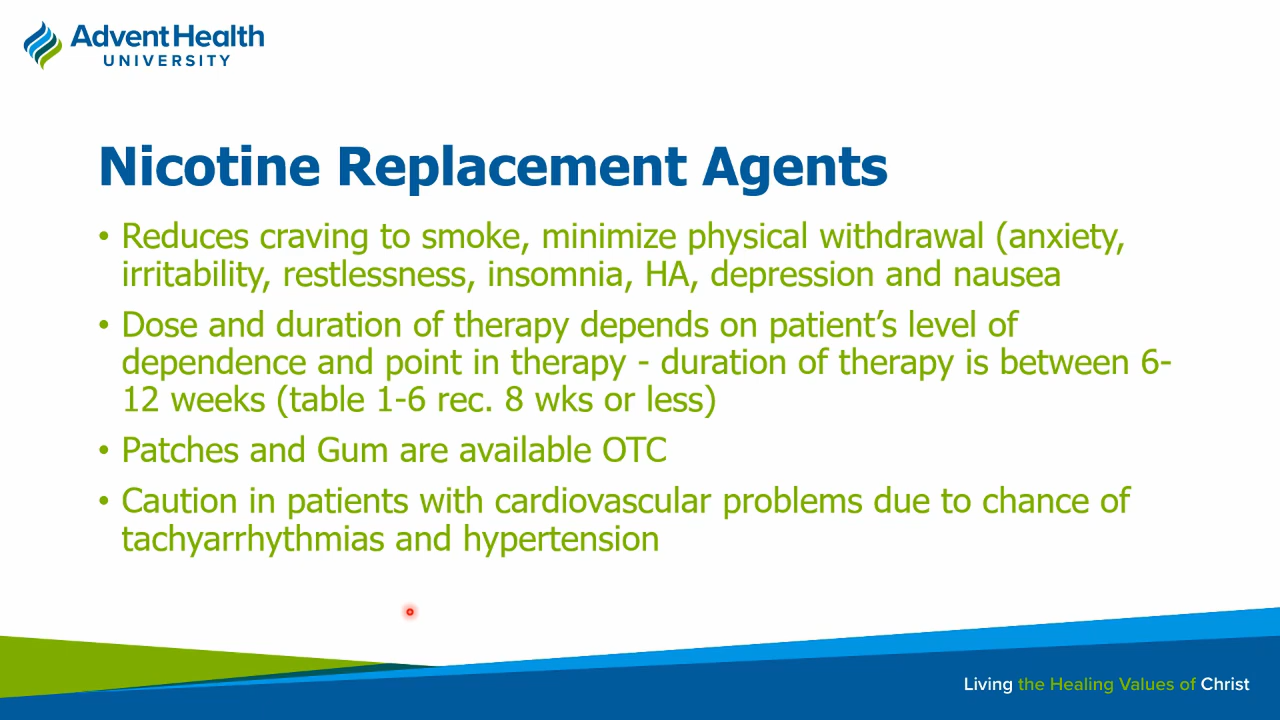 AdventHealth
UNIVERSITY
Nicotine Replacement Agents
• Reduces craving to smoke, minimize physical withdrawal (anxiety,
irritability, restlessness, insomnia, HA, depression and nausea
• Dose and duration of therapy depends on patient’s level of
dependence and point in therapy - duration of therapy is between 6-
12 weeks (table 1-6 rec. 8 wks or less)
• Patches and Gum are available OTC
• Caution in patients with cardiovascular problems due to chance of
tachyarrhythmias and hypertension
Living the Healing Values of Christ